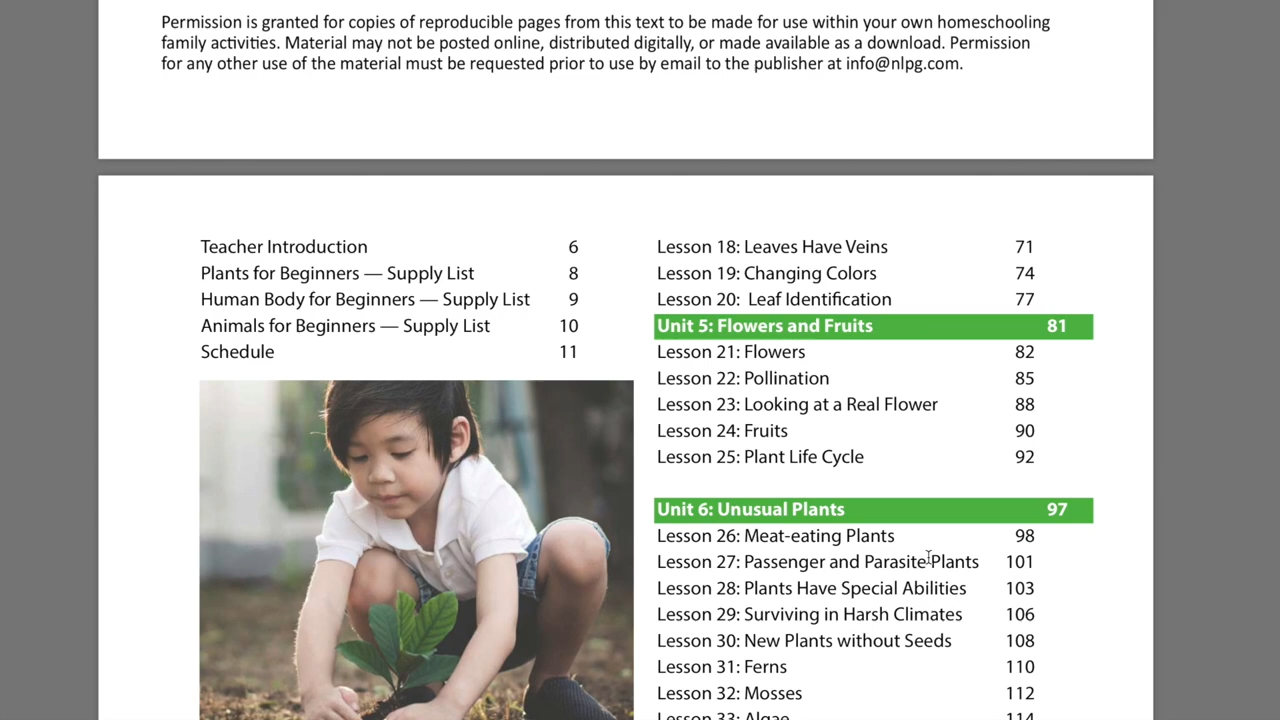 Permission is granted for copies of reproducible pages from this text to be made for use within your own homeschooling
family activities. Material may not be posted online, distributed digitally, or made available as a download. Permission
for any other use of the material must be requested prior to use by email to the publisher at info@nlpg.com.
Teacher Introduction 6
Plants for Beginners — Supply List 8
Human Body for Beginners — Supply List 9
Animals for Beginners — Supply List 10
Schedule 11
Lesson 18: Leaves Have Veins 71
Lesson 19: Changing Colors 74
Lesson 20: Leaf Identification 77
Unit 5: Flowers and Fruits 81
Lesson 21: Flowers 82
Lesson 22: Pollination 85
Lesson 23: Looking at a Real Flower 88
Lesson 24: Fruits 90
Lesson 25: Plant Life Cycle 92
Unit 6: Unusual Plants 97
Lesson 26: Meat-eating Plants 98
Lesson 27: Passenger and Parasite Plants 101
Lesson 28: Plants Have Special Abilities 103
Lesson 29: Surviving in Harsh Climates 106
Lesson 30: New Plants without Seeds 108
Lesson 31: Ferns 110
Lesson 32: Mosses 112
Lesson 33: Algae 114